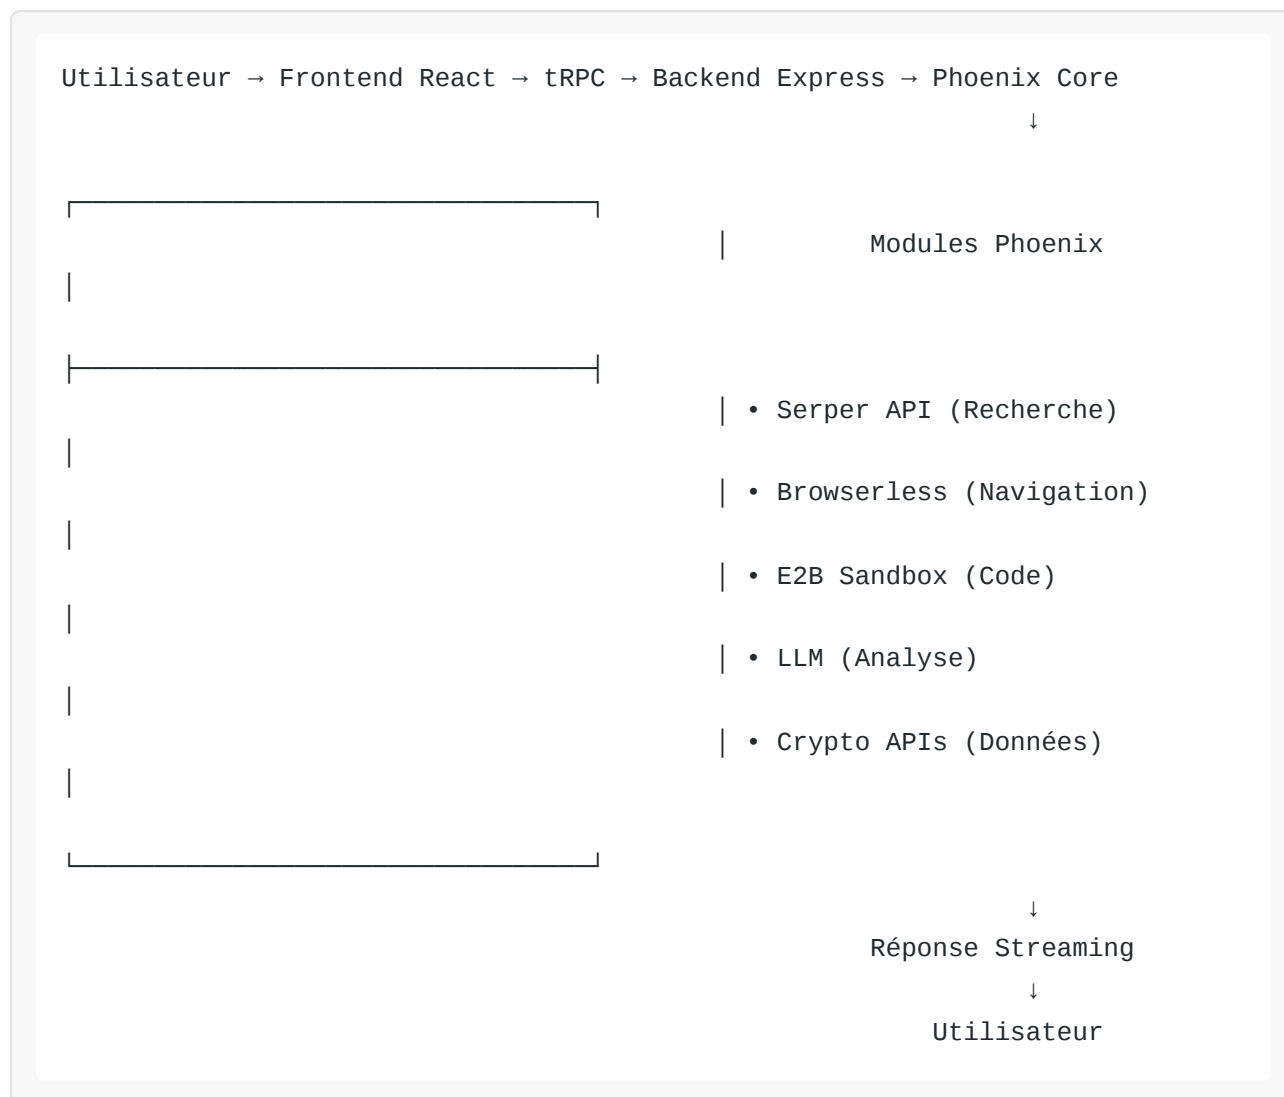 Utilisateur → Frontend React → tRPC → Backend Express → Phoenix Core
↓
┌──────────────────────────────────┐
│ Modules Phoenix
│
├──────────────────────────────────┤
│ • Serper API (Recherche)
│
│ • Browserless (Navigation)
│
│ • E2B Sandbox (Code)
│
│ • LLM (Analyse)
│
│ • Crypto APIs (Données)
│
└──────────────────────────────────┘
↓
Réponse Streaming
↓
Utilisateur